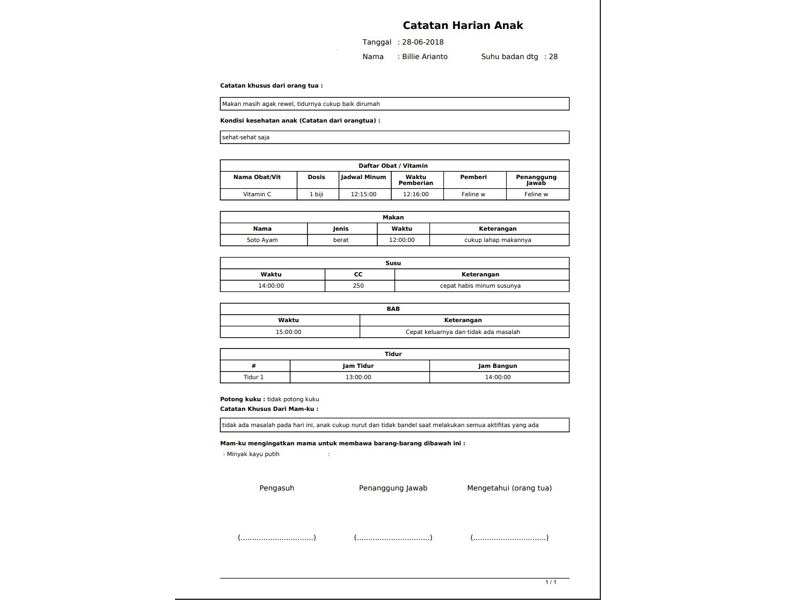 Catatan Harian Anak
Tanggal : 28-06-2018
Nama : Billie Arianto Suhu badan dtg : 28
Catatan khusus dari orang tua :
Makan masih agak rewel, tidurnya cukup baik dirumah
Kondisi kesehatan anak (Catatan dari orangtua) :
sehat-sehat saja
Daftar Obat / Vitamin
Nama Obat/Vit Dosis Jadwal Minum Waktu Pemberian Pemberi Penanggung Jawab
Vitamin C 1 biji 12:15:00 12:16:00 Feline w Feline w
Makan
Nama Jenis Waktu Keterangan
Soto Ayam berat 12:00:00 cukup lahap makannya
Susu
Waktu CC Keterangan
14:00:00 250 cepat habis minum susunya
BAB
Waktu Keterangan
15:00:00 Cepat keluarnya dan tidak ada masalah
Tidur
# Jam Tidur Jam Bangun
Tidur 1 13:00:00 14:00:00
Potong kuku : tidak potong kuku
Catatan Khusus Dari Mam-ku :
tidak ada masalah pada hari ini, anak cukup nurut dan tidak bandel saat melakukan semua aktifitas yang ada
Mam-ku mengingatkan mama untuk membawa barang-barang dibawah ini :
- Minyak kayu putih :
Pengasuh Penanggung Jawab Mengetahui (orang tua)
(................................) (................................) (................................)
1 / 1